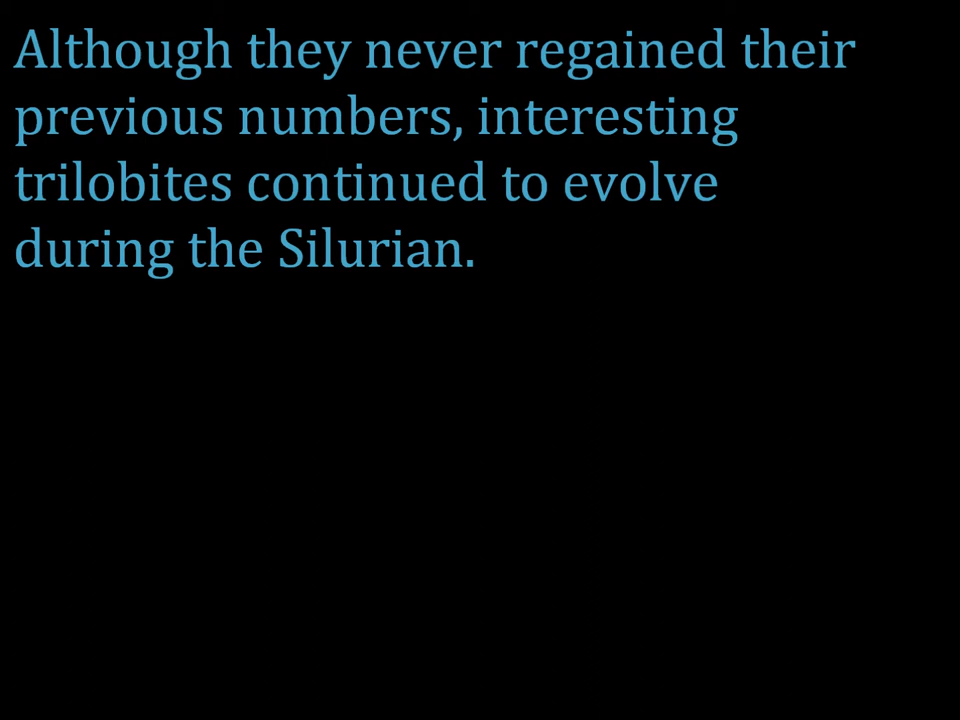 Although they never regained their
previous numbers, interesting
trilobites continued to evolve
during the Silurian.